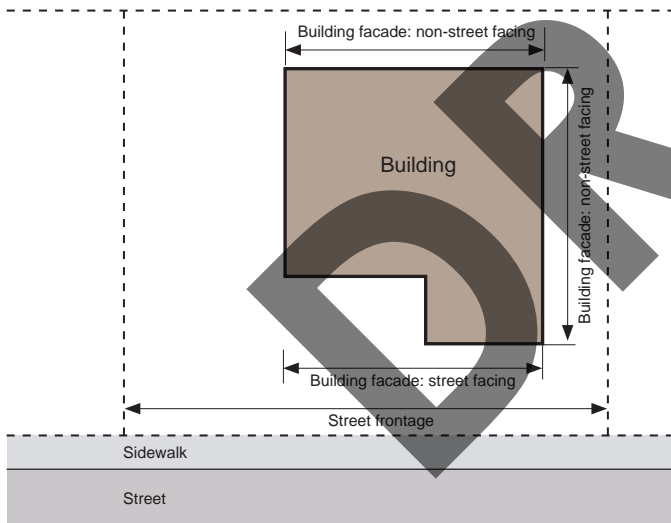 Building facade: non-street facing
Building
Building facade: non-street facing
Building facade: street facing
Street frontage
Sidewalk
Street
DR